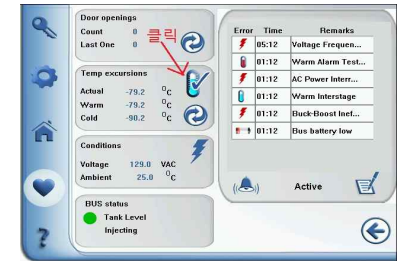 Door openings
Count 0
Last One 0
클릭
Temp excursions
Actual -79.2 °C
Warm -79.2 °C
Cold -90.2 °C
Conditions
Voltage 129.0 VAC
Ambient 25.0 °C
BUS status
Tank Level
Injecting
Error Time Remarks
05:12 Voltage Frequen...
01:12 Warm Alarm Test...
01:12 AC Power Interr...
01:12 Warm Interstage
01:12 Buck-Boost Inef...
01:12 Bus battery low
Active